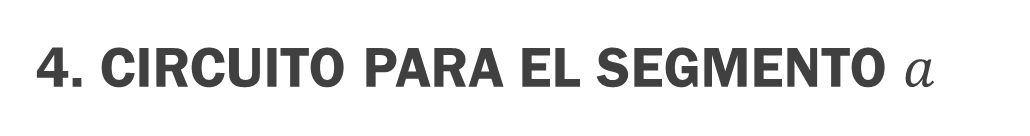 4. CIRCUITO PARA EL SEGMENTO a